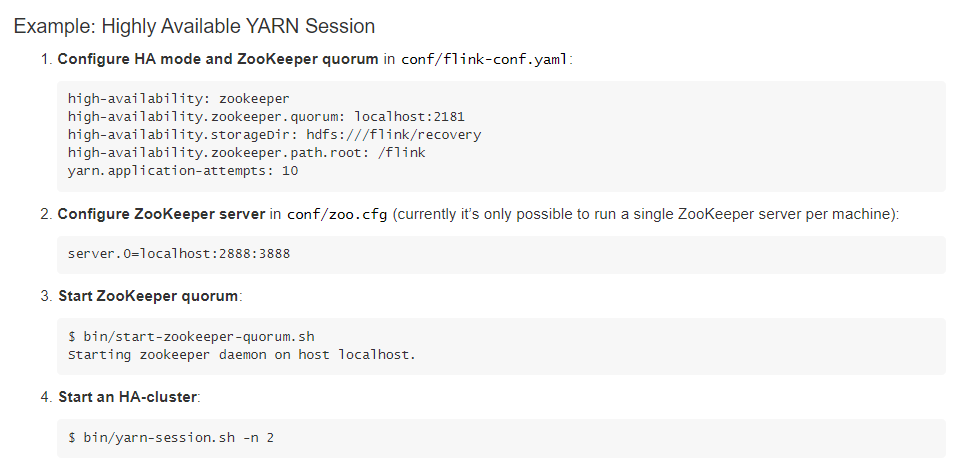 Example: Highly Available YARN Session
1. Configure HA mode and ZooKeeper quorum in conf/flink-conf.yaml:
high-availability: zookeeper
high-availability.zookeeper.quorum: localhost:2181
high-availability.storageDir: hdfs:///flink/recovery
high-availability.zookeeper.path.root: /flink
yarn.application-attempts: 10
2. Configure ZooKeeper server in conf/zoo.cfg (currently it's only possible to run a single ZooKeeper server per machine):
server.0=localhost:2888:3888
3. Start ZooKeeper quorum:
$ bin/start-zookeeper-quorum.sh
Starting zookeeper daemon on host localhost.
4. Start an HA-cluster:
$ bin/yarn-session.sh -n 2